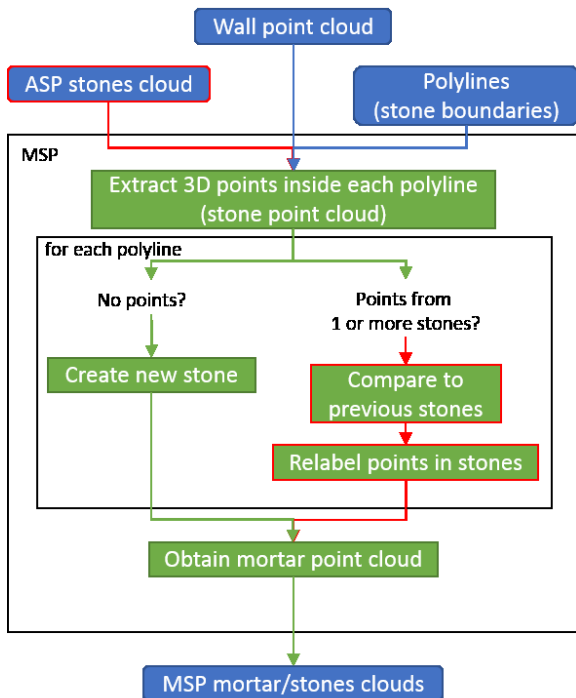 Wall point cloud
ASP stones cloud
Polylines
(stone boundaries)
MSP
Extract 3D points inside each polyline
(stone point cloud)
for each polyline
No points?
Points from
1 or more stones?
Create new stone
Compare to
previous stones
Relabel points in stones
Obtain mortar point cloud
MSP mortar/stones clouds